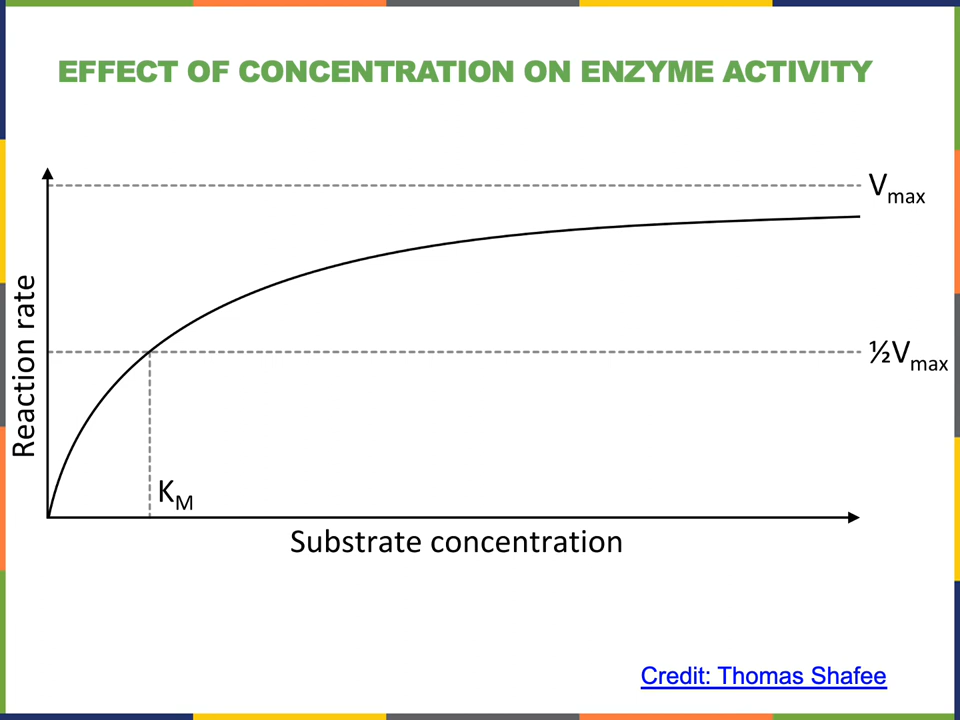 EFFECT OF CONCENTRATION ON ENZYME ACTIVITY
Vmax
Reaction rate
½Vmax
KM
Substrate concentration
Credit: Thomas Shafee